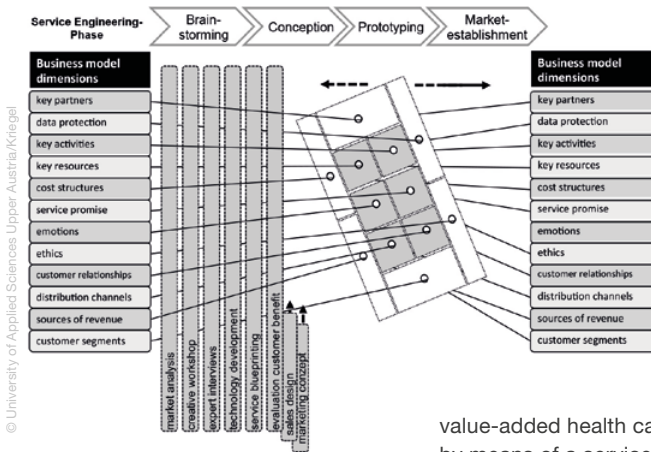 Service Engineering-
Phase
Brain-
storming
Conception
Prototyping
Market-
establishment
Business model
dimensions
key partners
data protection
key activities
key resources
cost structures
service promise
emotions
ethics
customer relationships
distribution channels
sources of revenue
customer segments
market analysis
creative workshop
expert interviews
technology development
service blueprinting
evaluation customer benefit
sales design
marketing concept
Business model
dimensions
key partners
data protection
key activities
key resources
cost structures
service promise
emotions
ethics
customer relationships
distribution channels
sources of revenue
customer segments
© University of Applied Sciences Upper Austria/Kriegel
value-added health ca
by means of a service